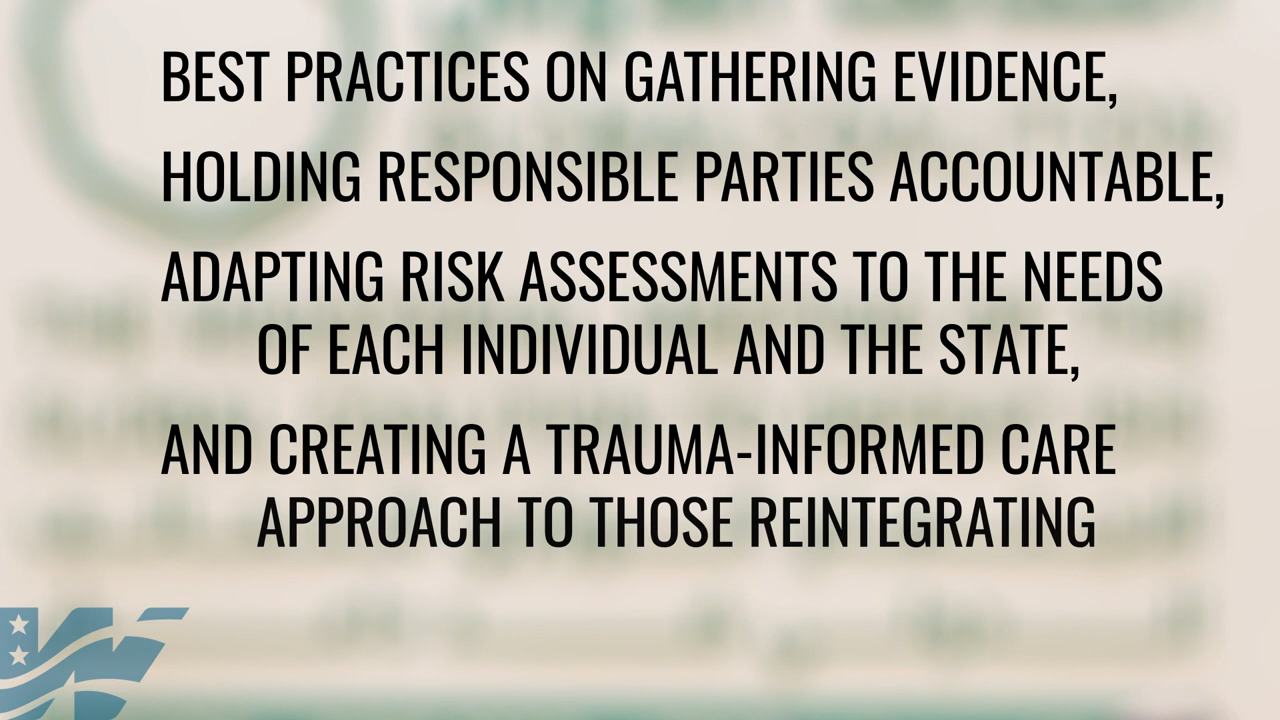 BEST PRACTICES ON GATHERING EVIDENCE,
HOLDING RESPONSIBLE PARTIES ACCOUNTABLE,
ADAPTING RISK ASSESSMENTS TO THE NEEDS
OF EACH INDIVIDUAL AND THE STATE,
AND CREATING A TRAUMA-INFORMED CARE
APPROACH TO THOSE REINTEGRATING